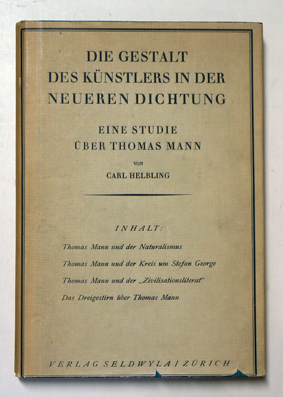 DIE GESTALT
DES KÜNSTLERS IN DER
NEUEREN DICHTUNG
EINE STUDIE
ÜBER THOMAS MANN
VON
CARL HELBLING
INHALT:
Thomas Mann und der Naturalismus
Thomas Mann und der Kreis um Stefan George
Thomas Mann und der „Zivilisationsliterat“
Das Dreigestirn über Thomas Mann
VERLAG SELDWYLA / ZÜRICH